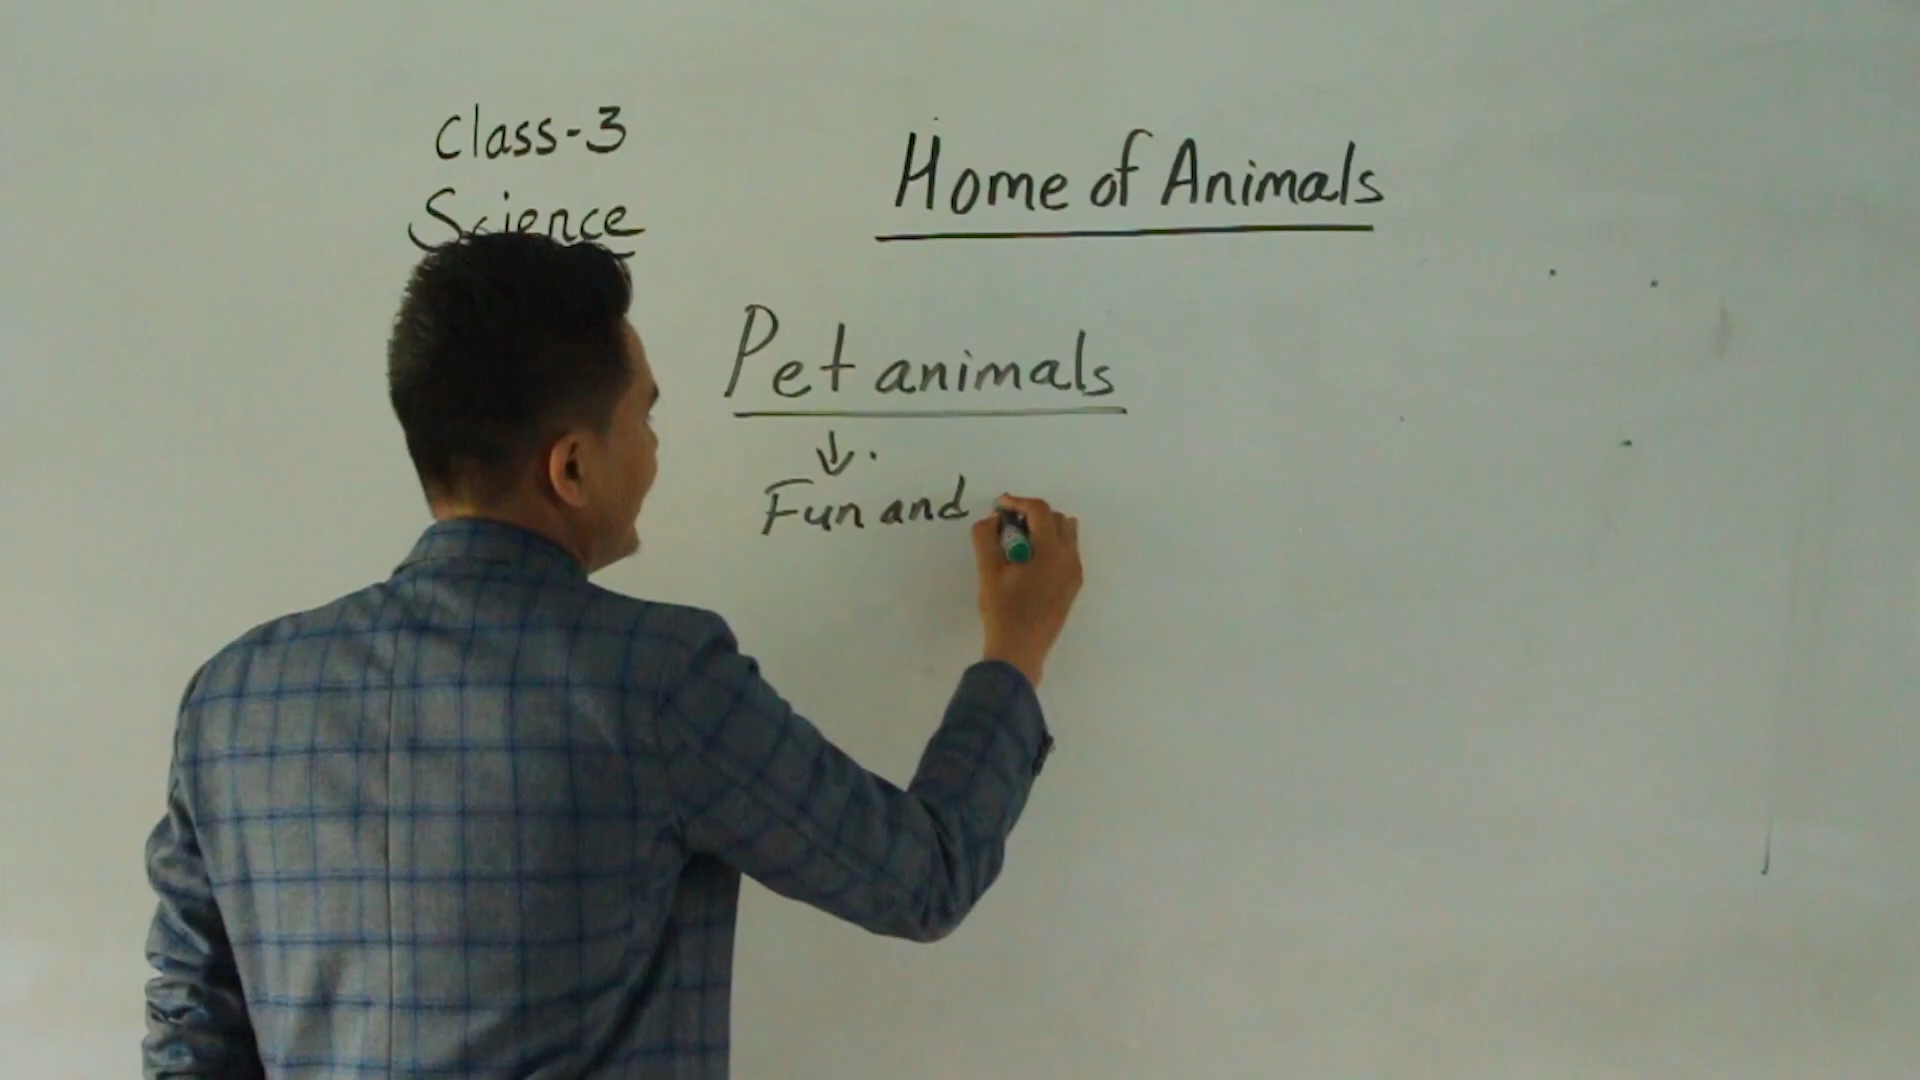 Class-3
Science
Home of Animals
Pet animals
↓.
Fun and